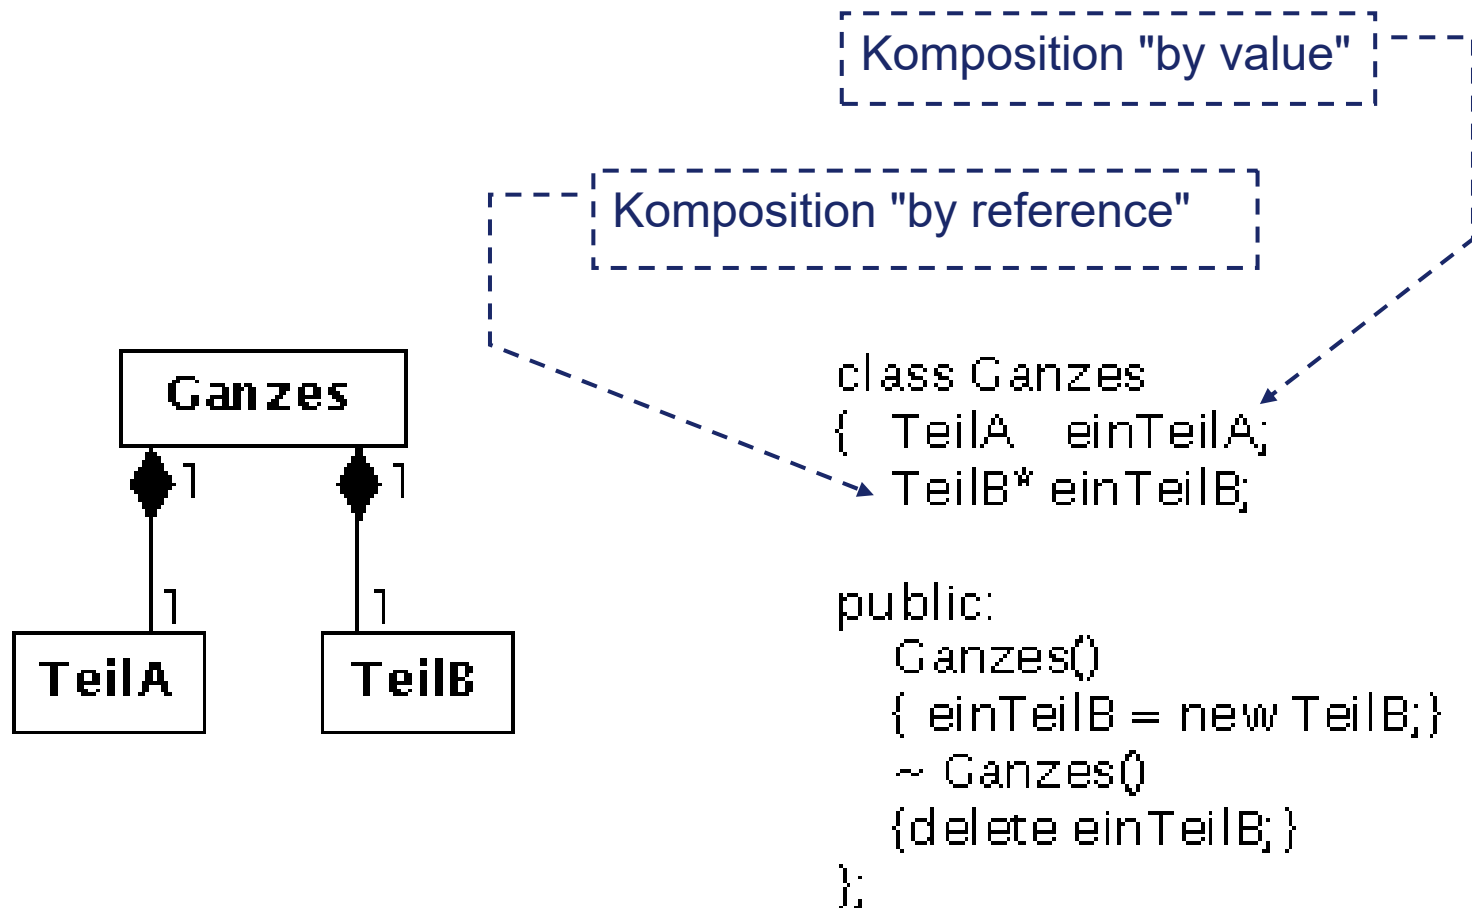 Komposition "by value"
Komposition "by reference"
Ganzes
1 1
1 1
TeilA TeilB
class Ganzes
{ TeilA einTeilA;
TeilB* einTeilB;
public:
Ganzes()
{ einTeilB = new TeilB; }
~ Ganzes()
{delete einTeilB; }
};